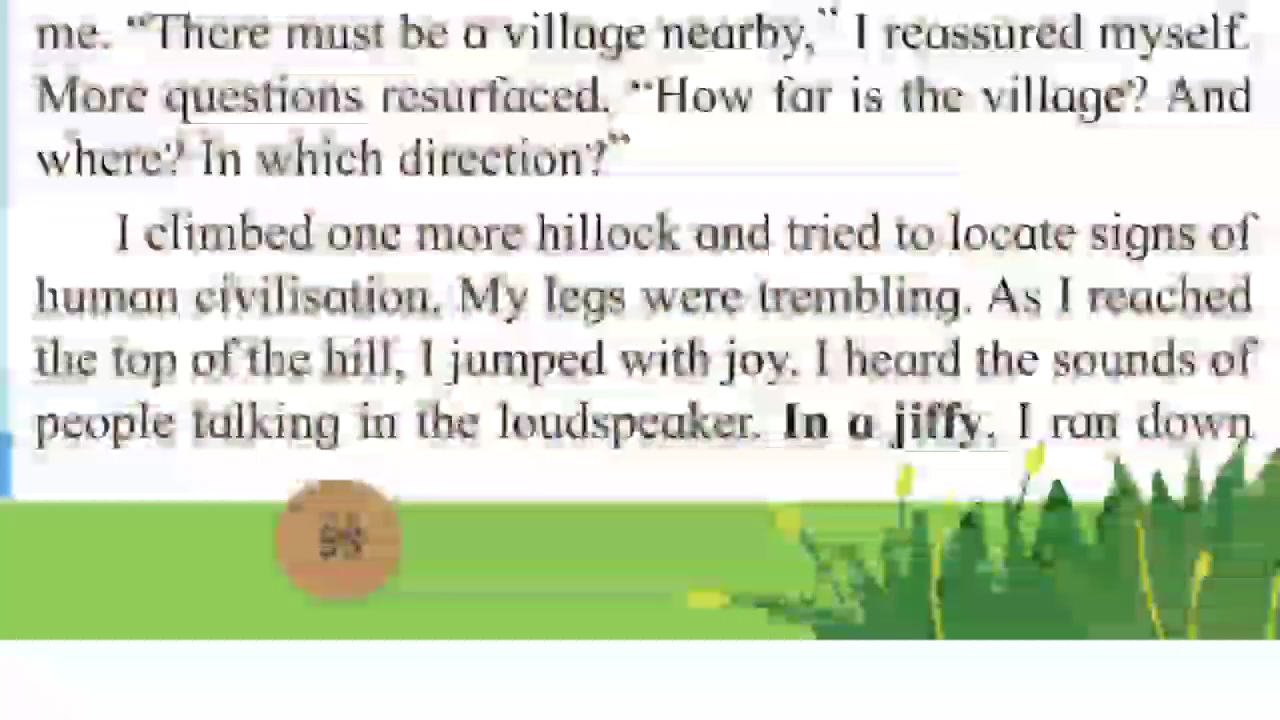 me. “There must be a village nearby,” I reassured myself.
More questions resurfaced. “How far is the village? And
where? In which direction?”
I climbed one more hillock and tried to locate signs of
human civilisation. My legs were trembling. As I reached
the top of the hill, I jumped with joy. I heard the sounds of
people talking in the loudspeaker. In a jiffy, I ran down